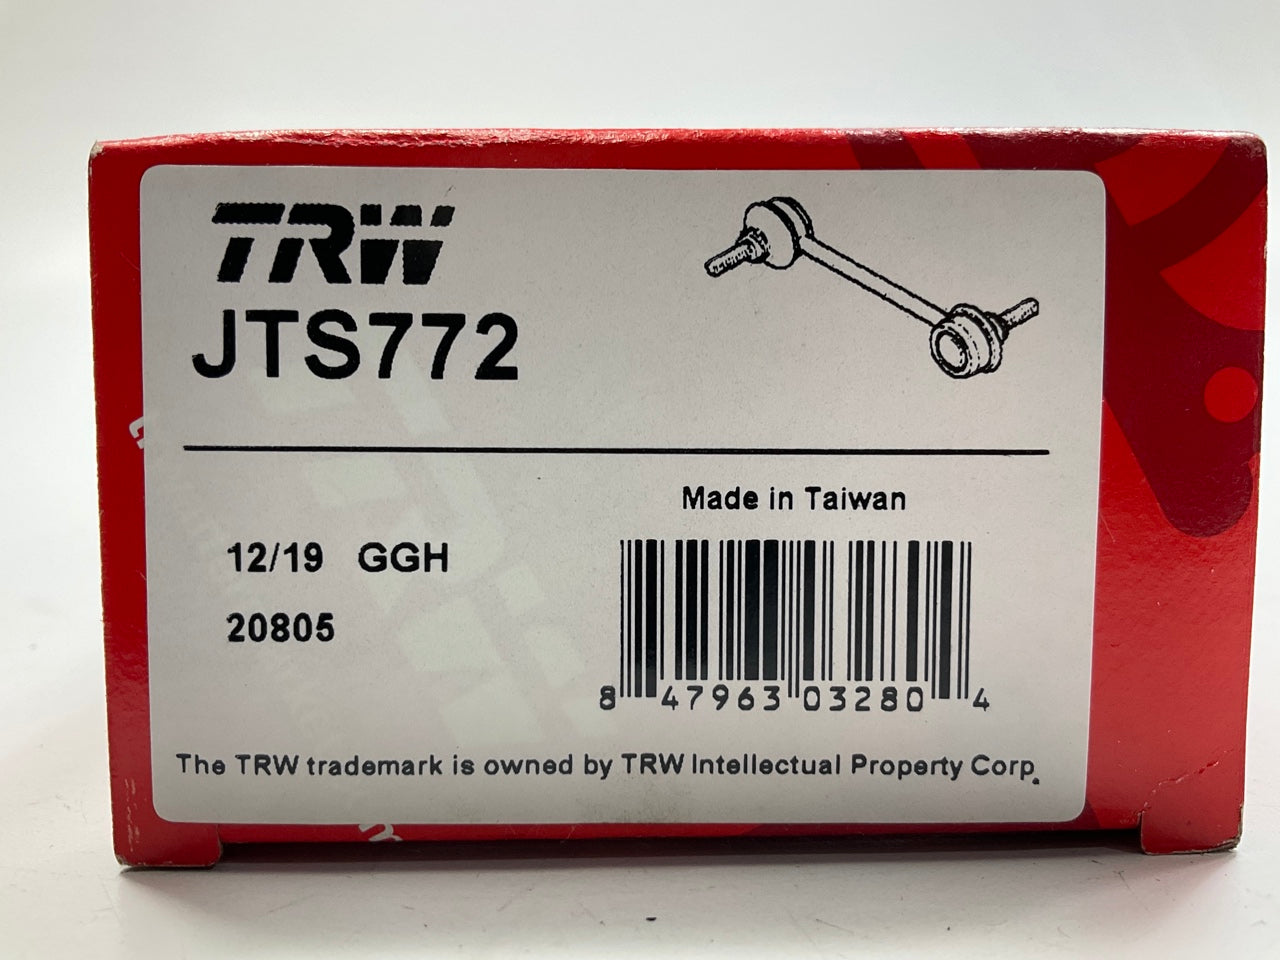 TRW
JTS772
Made in Taiwan
12/19 GGH
20805
8 47963 03280 4
The TRW trademark is owned by TRW Intellectual Property Corp.